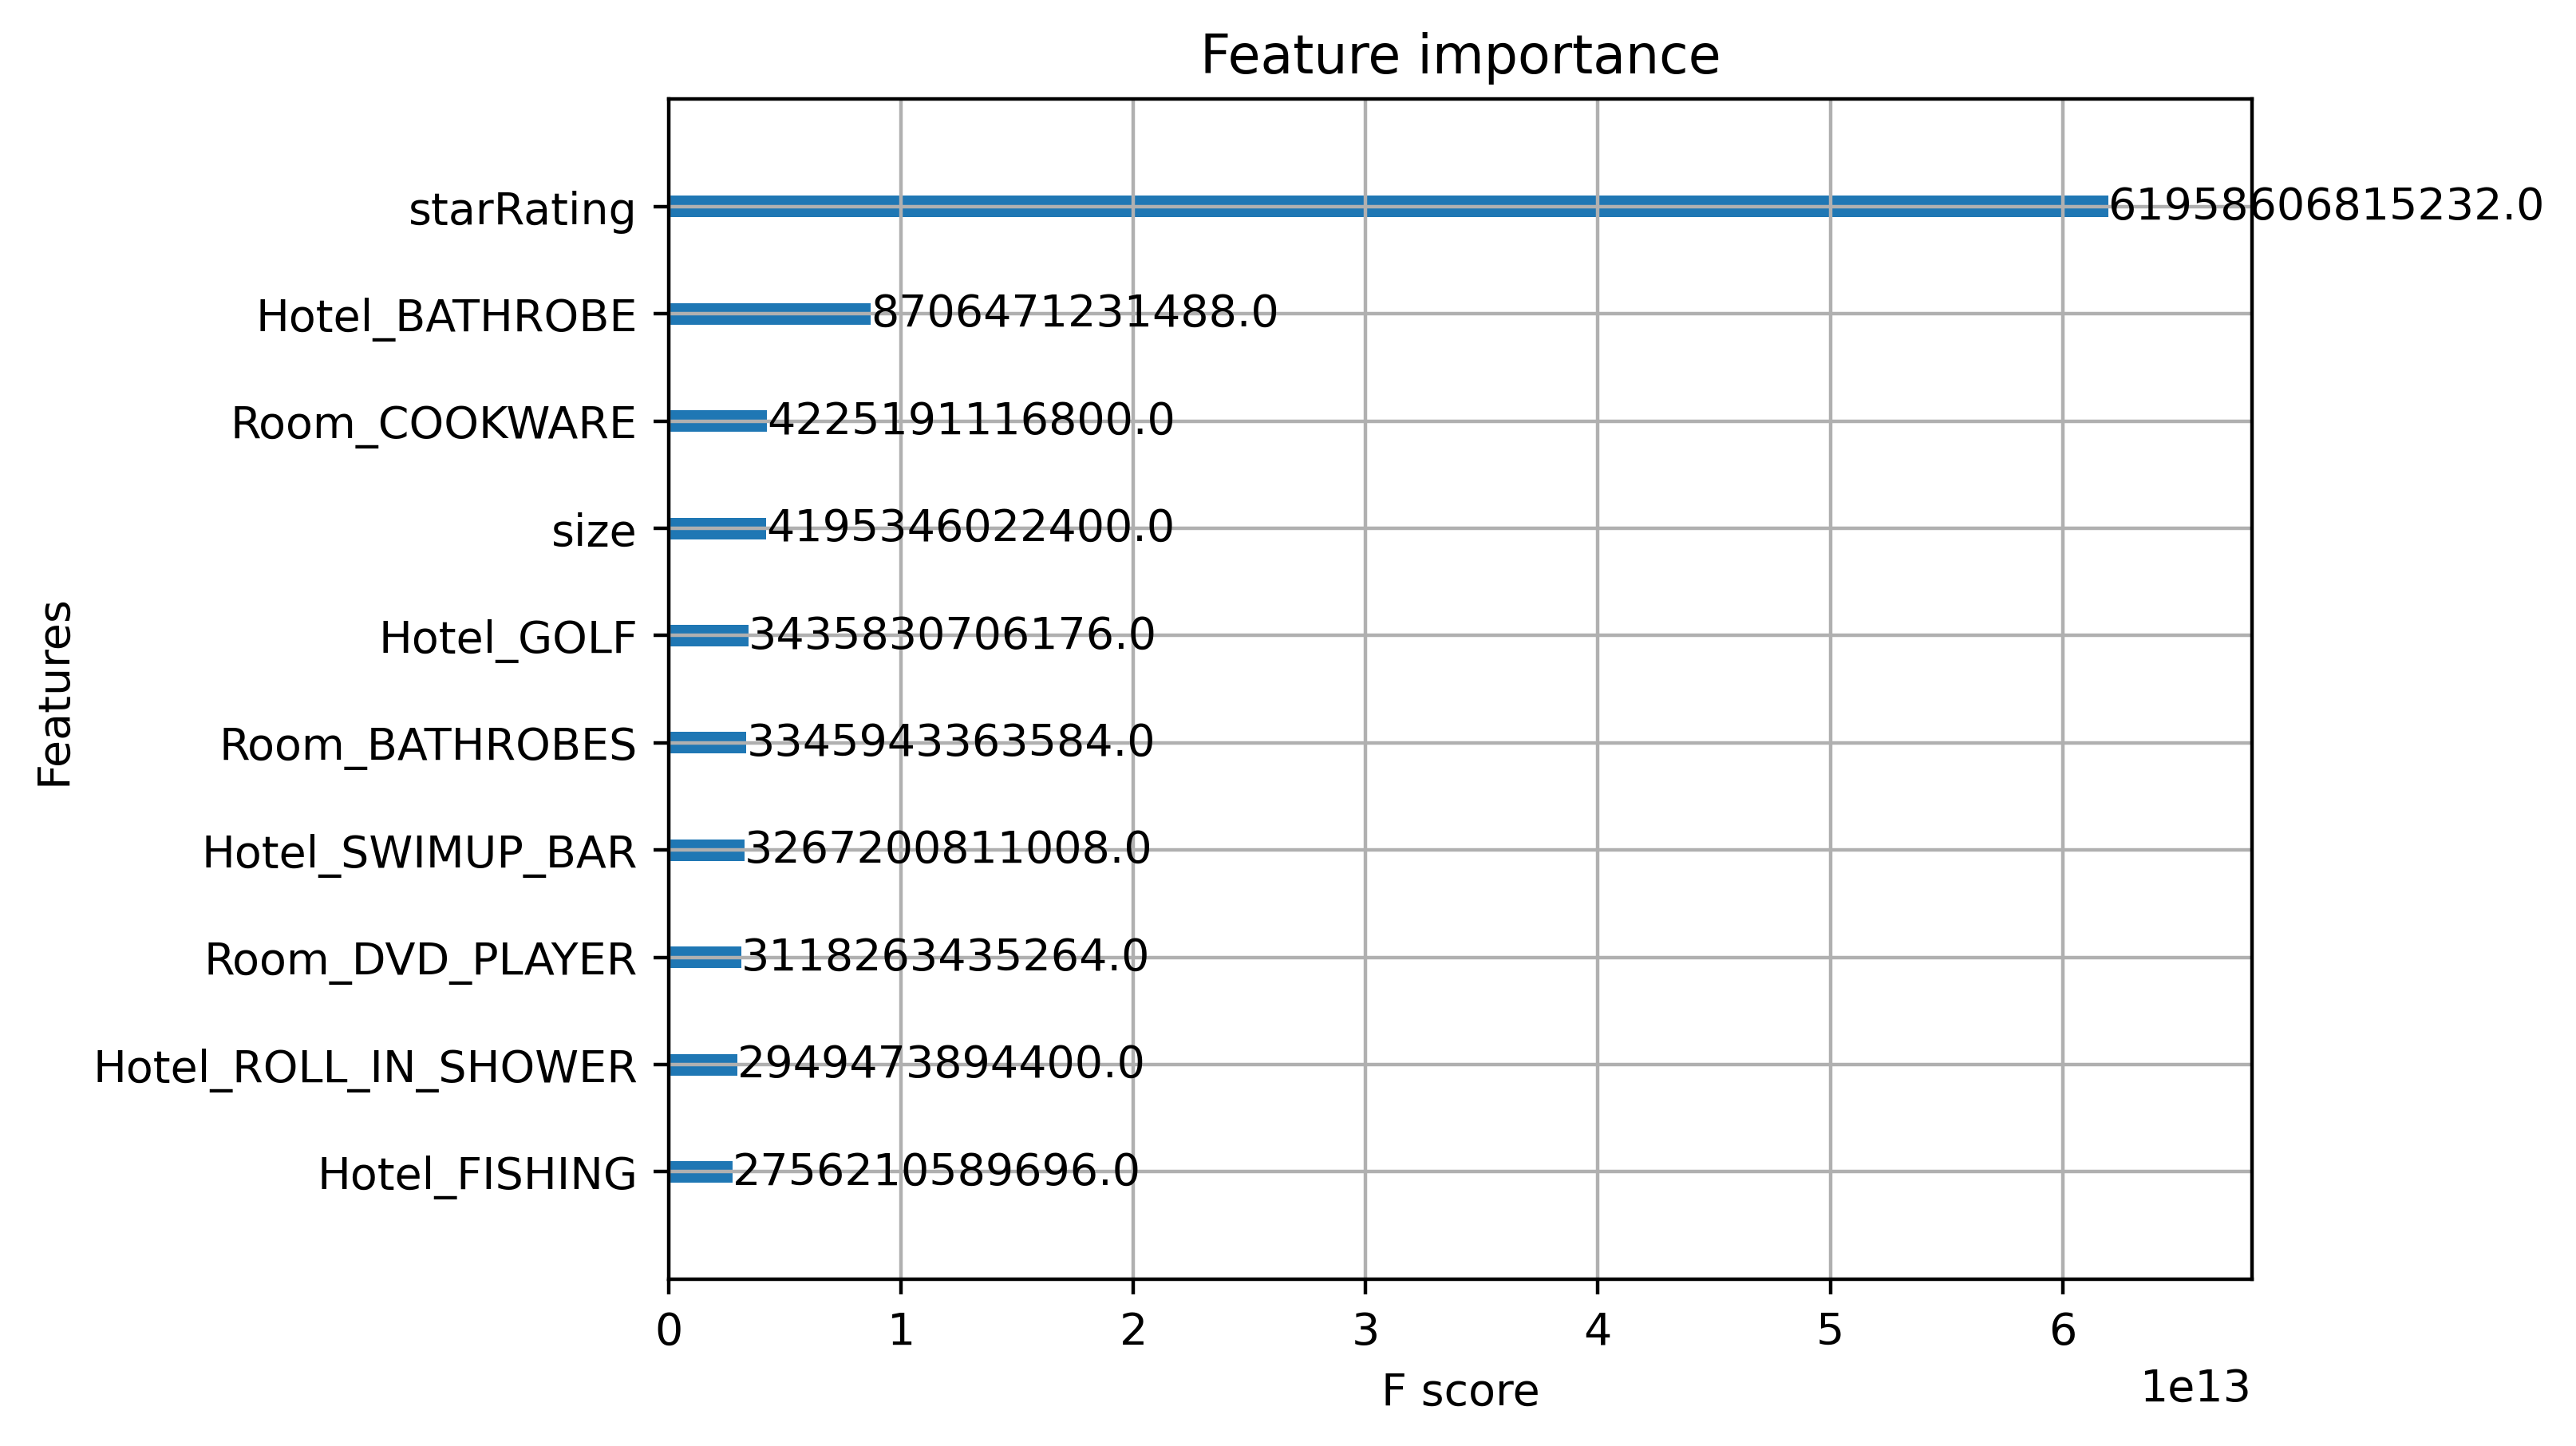 Feature importance
starRating
61958606815232.0
Hotel_BATHROBE
8706471231488.0
Room_COOKWARE
4225191116800.0
size
4195346022400.0
Hotel_GOLF
3435830706176.0
Room_BATHROBES
3345943363584.0
Hotel_SWIMUP_BAR
3267200811008.0
Room_DVD_PLAYER
3118263435264.0
Hotel_ROLL_IN_SHOWER
2949473894400.0
Hotel_FISHING
2756210589696.0
Features
0 1 2 3 4 5 6
1e13
F score